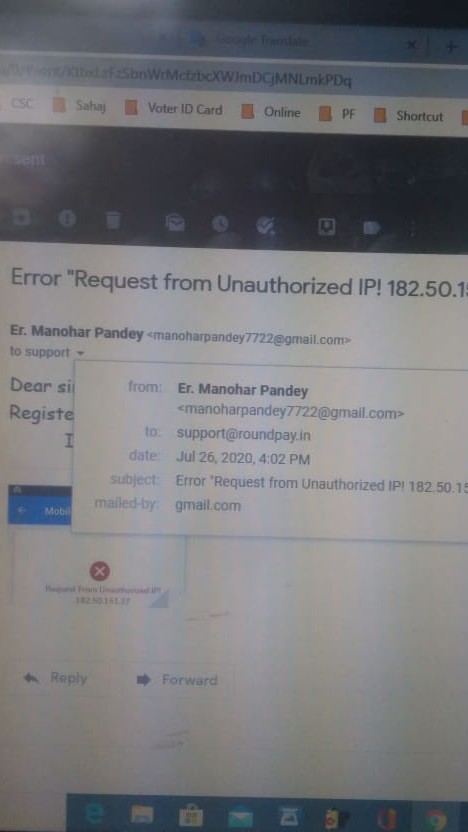 Google Translate
CSC Sahaj Voter ID Card Online PF Shortcut
sent
Error "Request from Unauthorized IP! 182.50.15
Er. Manohar Pandey <manoharpandey7722@gmail.com>
to support
Dear si
Registe
I
from: Er. Manohar Pandey
<manoharpandey7722@gmail.com>
to: support@roundpay.in
date: Jul 26, 2020, 4:02 PM
subject: Error "Request from Unauthorized IP! 182.50.15
mailed-by: gmail.com
Mobil
Request From Unauthorized IP!
182.50.151.37
Reply Forward